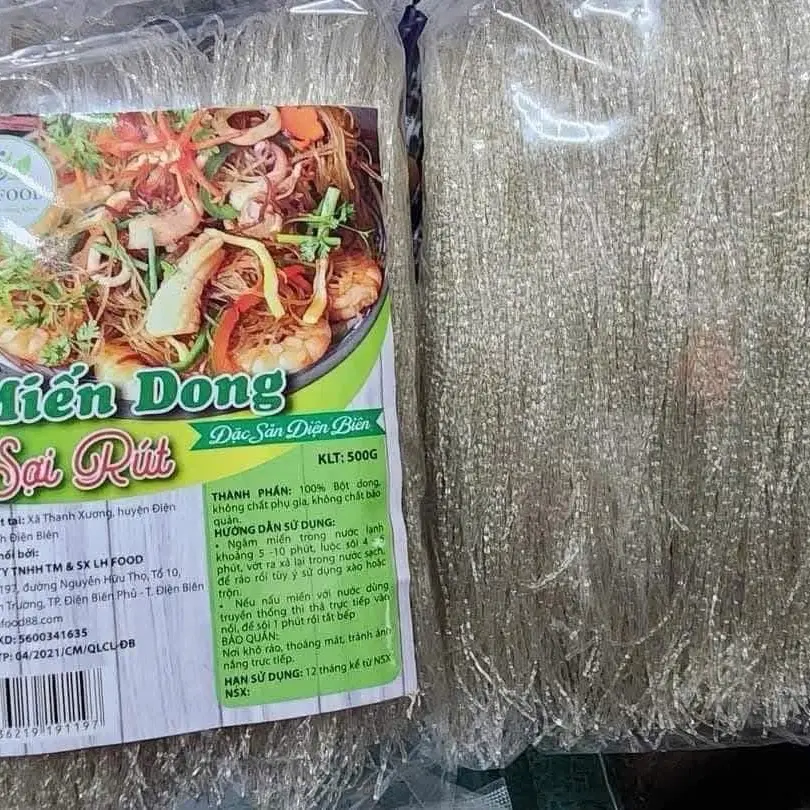 FOOD
Miến Dong
Sợi Rút
Đặc Sản Điện Biên
KLT: 500G
THÀNH PHẦN: 100% Bột dong,
không chất phụ gia, không chất bảo
quản.
HƯỚNG DẪN SỬ DỤNG:
• Ngâm miến trong nước lạnh
khoảng 5 -10 phút, luộc sôi 4
phút, vớt ra xả lại trong nước sạch,
để ráo rồi tùy ý sử dụng xào hoặc
trộn.
• Nếu nấu miến với nước dùng
truyền thống thì thả trực tiếp vào
nồi, để sôi 1 phút rồi tắt bếp
BẢO QUẢN:
Nơi khô ráo, thoáng mát, tránh ánh
nắng trực tiếp.
HẠN SỬ DỤNG: 12 tháng kể từ NSX
NSX:
tại: Xã Thanh Xương, huyện Điện
Điện Biên
bởi:
TY TNHH TM & SX LH FOOD
197, đường Nguyễn Hữu Thọ, Tổ 10,
Trường, TP. Điện Biên Phủ - T. Điện Biên
food88.com
KD: 5600341635
TP: 04/2021/CM/QLCL-ĐB
36219 191197